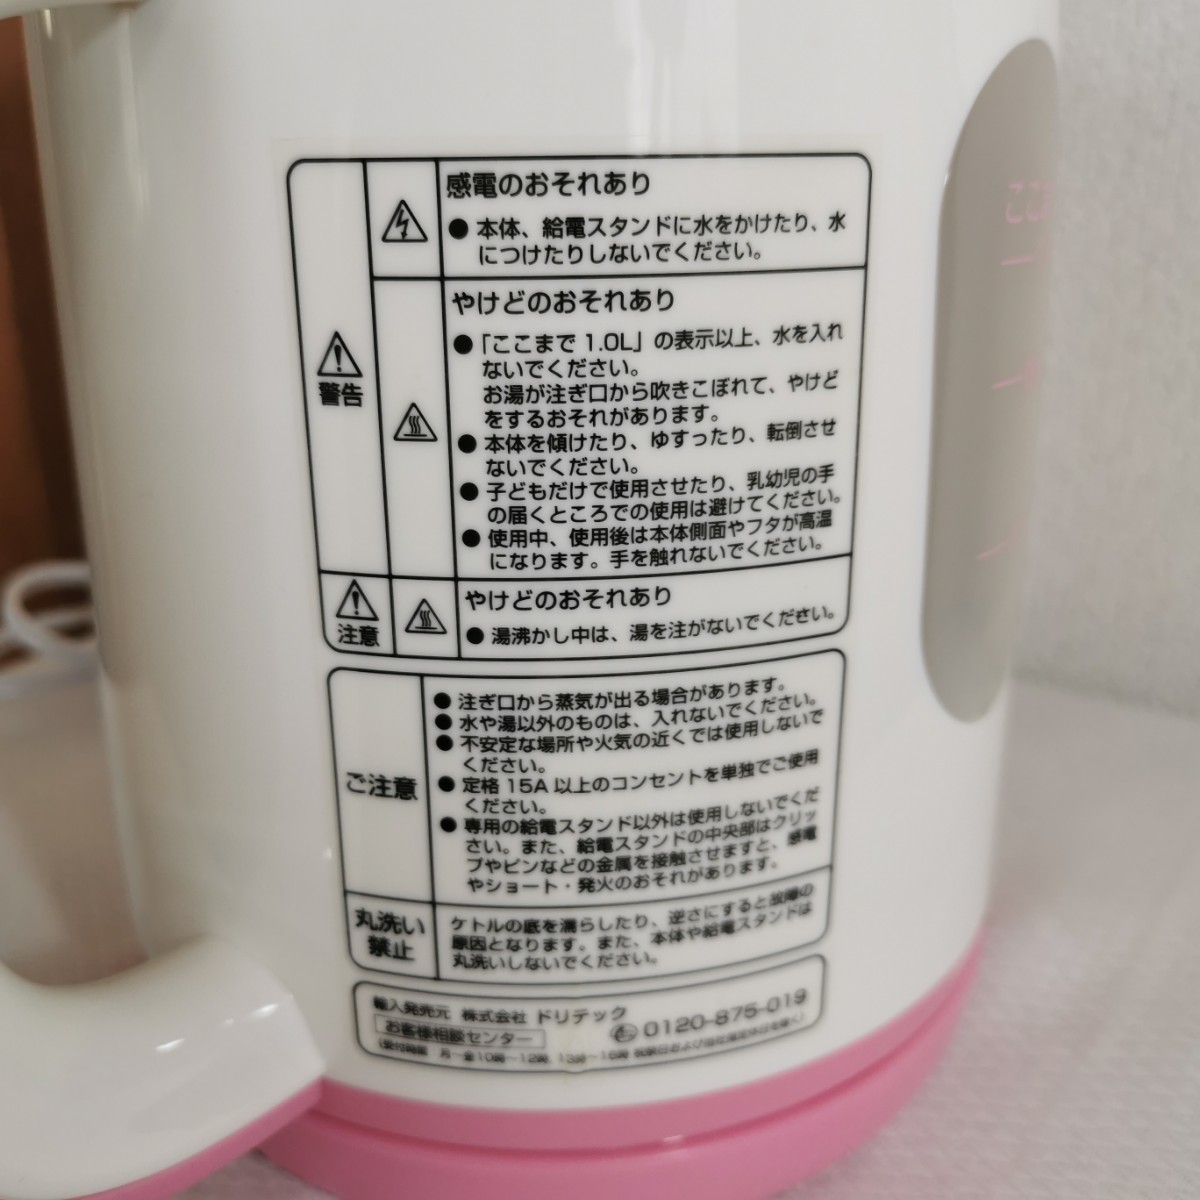 警告
感電のおそれあり
● 本体、給電スタンドに水をかけたり、水
につけたりしないでください。
やけどのおそれあり
● 「ここまで 1.0L」の表示以上、水を入れ
ないでください。
お湯が注ぎ口から吹きこぼれて、やけど
をするおそれがあります。
● 本体を傾けたり、ゆすったり、転倒させ
ないでください。
● 子どもだけで使用させたり、乳幼児の手
の届くところでの使用は避けてください。
● 使用中、使用後は本体側面やフタが高温
になります。手を触れないでください。
注意
やけどのおそれあり
● 湯沸かし中は、湯を注がないでください。
ご注意
● 注ぎ口から蒸気が出る場合があります。
● 水や湯以外のものは、入れないでください。
● 不安定な場所や火気の近くでは使用しないで
ください。
● 定格 15A 以上のコンセントを単独でご使用
ください。
● 専用の給電スタンド以外は使用しないでくだ
さい。また、給電スタンドの中央部はクリッ
プやピンなどの金属を接触させますと、感電
やショート・発火のおそれがあります。
丸洗い
禁止
ケトルの底を濡らしたり、逆さにすると故障の
原因となります。また、本体や給電スタンドは
丸洗いしないでください。
輸入発売元 株式会社 ドリテック
お客様相談センター
0120-875-019
(受付時間 月~金10時~12時、13時~16時
ここ